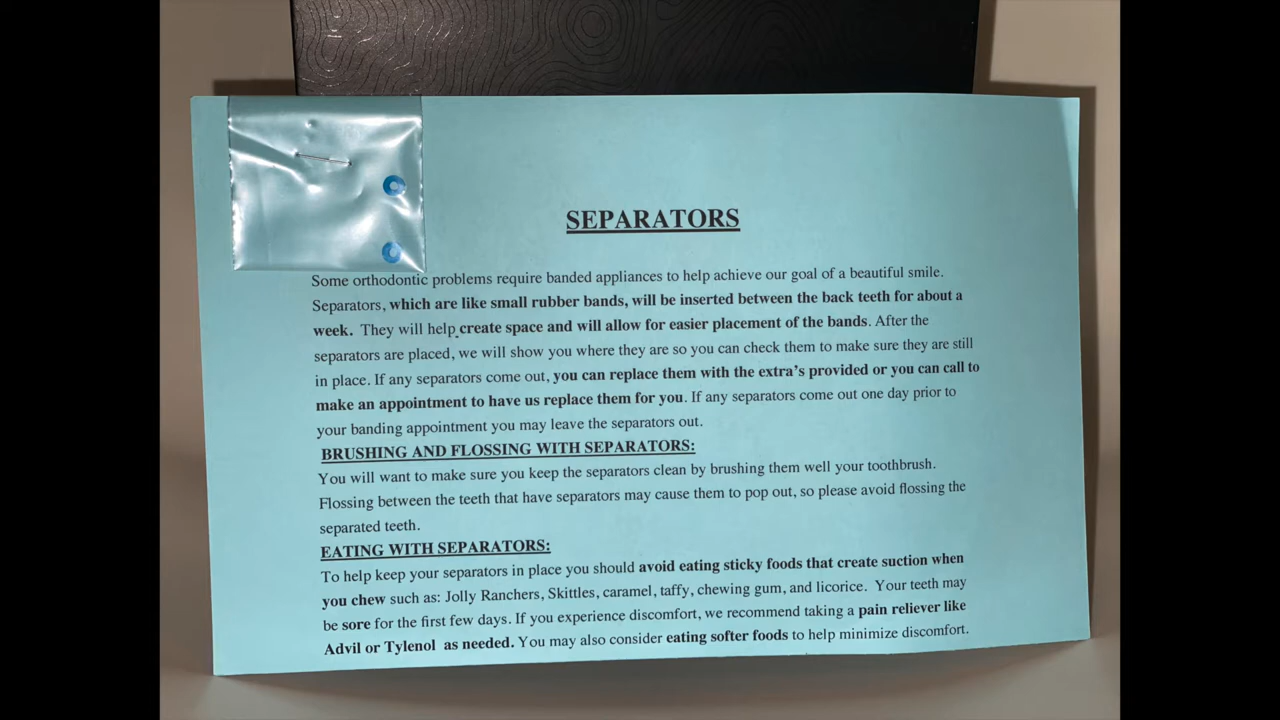 SEPARATORS
Some orthodontic problems require banded appliances to help achieve our goal of a beautiful smile.
Separators, which are like small rubber bands, will be inserted between the back teeth for about a
week. They will help create space and will allow for easier placement of the bands. After the
separators are placed, we will show you where they are so you can check them to make sure they are still
in place. If any separators come out, you can replace them with the extra's provided or you can call to
make an appointment to have us replace them for you. If any separators come out one day prior to
your banding appointment you may leave the separators out.
BRUSHING AND FLOSSING WITH SEPARATORS:
You will want to make sure you keep the separators clean by brushing them well your toothbrush.
Flossing between the teeth that have separators may cause them to pop out, so please avoid flossing the
separated teeth.
EATING WITH SEPARATORS:
To help keep your separators in place you should avoid eating sticky foods that create suction when
you chew such as: Jolly Ranchers, Skittles, caramel, taffy, chewing gum, and licorice. Your teeth may
be sore for the first few days. If you experience discomfort, we recommend taking a pain reliever like
Advil or Tylenol as needed. You may also consider eating softer foods to help minimize discomfort.